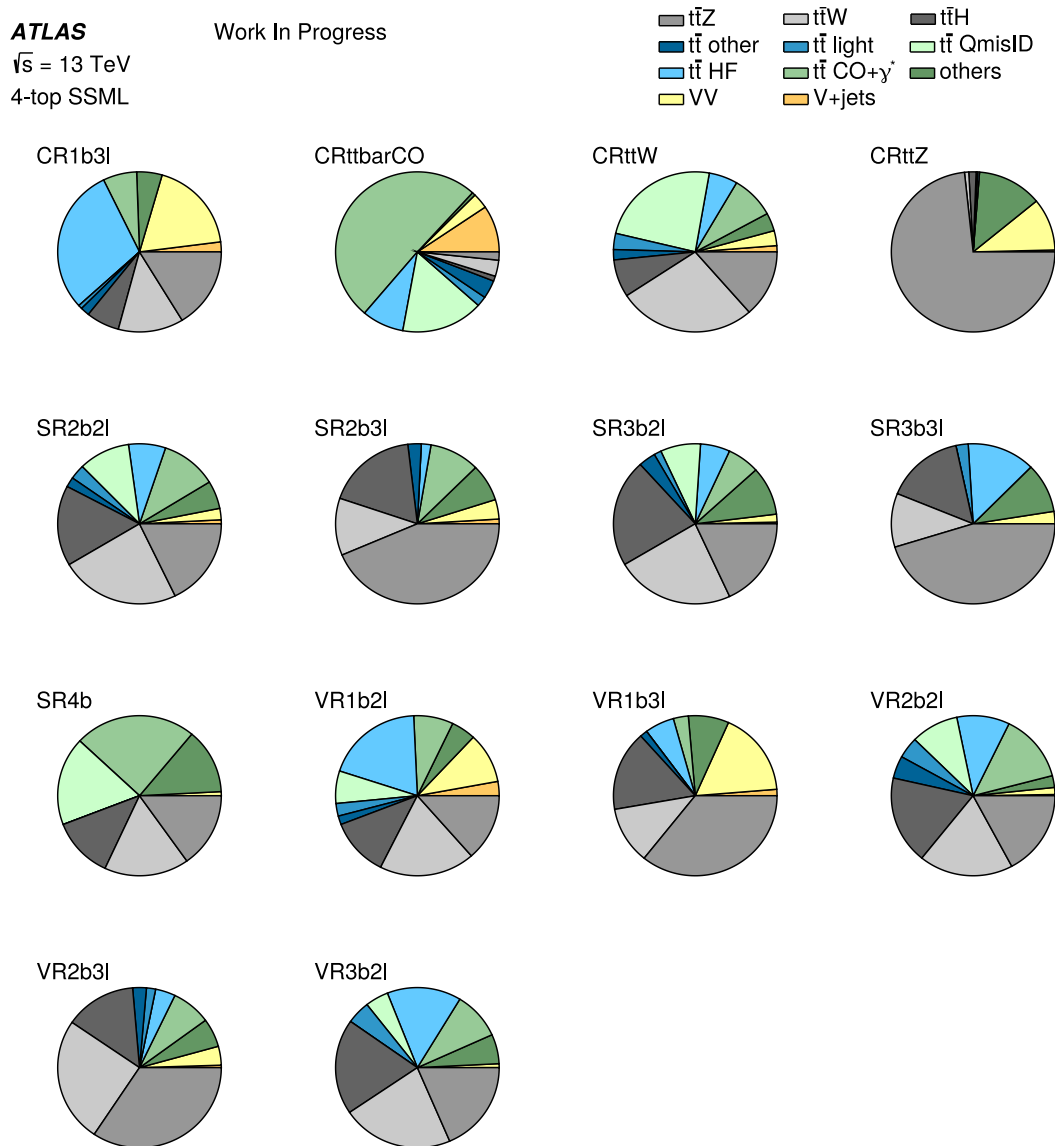 ATLAS Work In Progress
√s = 13 TeV
4-top SSML
tt̄Z tt̄W tt̄H
tt̄ other tt̄ light tt̄ QmisID
tt̄ HF tt̄ CO+γ* others
VV V+jets
CR1b3l CRttbarCO CRttW CRttZ
SR2b2l SR2b3l SR3b2l SR3b3l
SR4b VR1b2l VR1b3l VR2b2l
VR2b3l VR3b2l